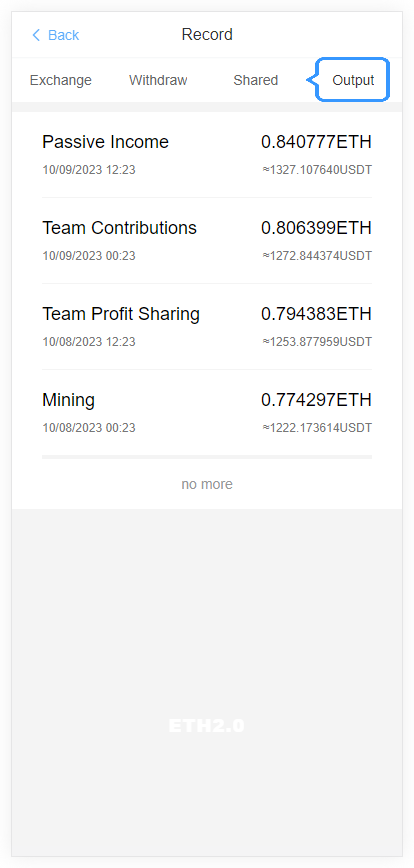 Back
Record
Exchange Withdraw Shared Output
Passive Income 0.840777ETH
10/09/2023 12:23 ≈1327.107640USDT
Team Contributions 0.806399ETH
10/09/2023 00:23 ≈1272.844374USDT
Team Profit Sharing 0.794383ETH
10/08/2023 12:23 ≈1253.877959USDT
Mining 0.774297ETH
10/08/2023 00:23 ≈1222.173614USDT
no more
ETH2.0